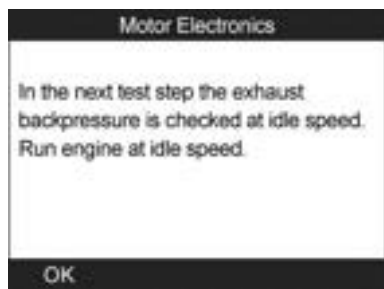 Motor Electronics
In the next test step the exhaust
backpressure is checked at idle speed.
Run engine at idle speed.
OK